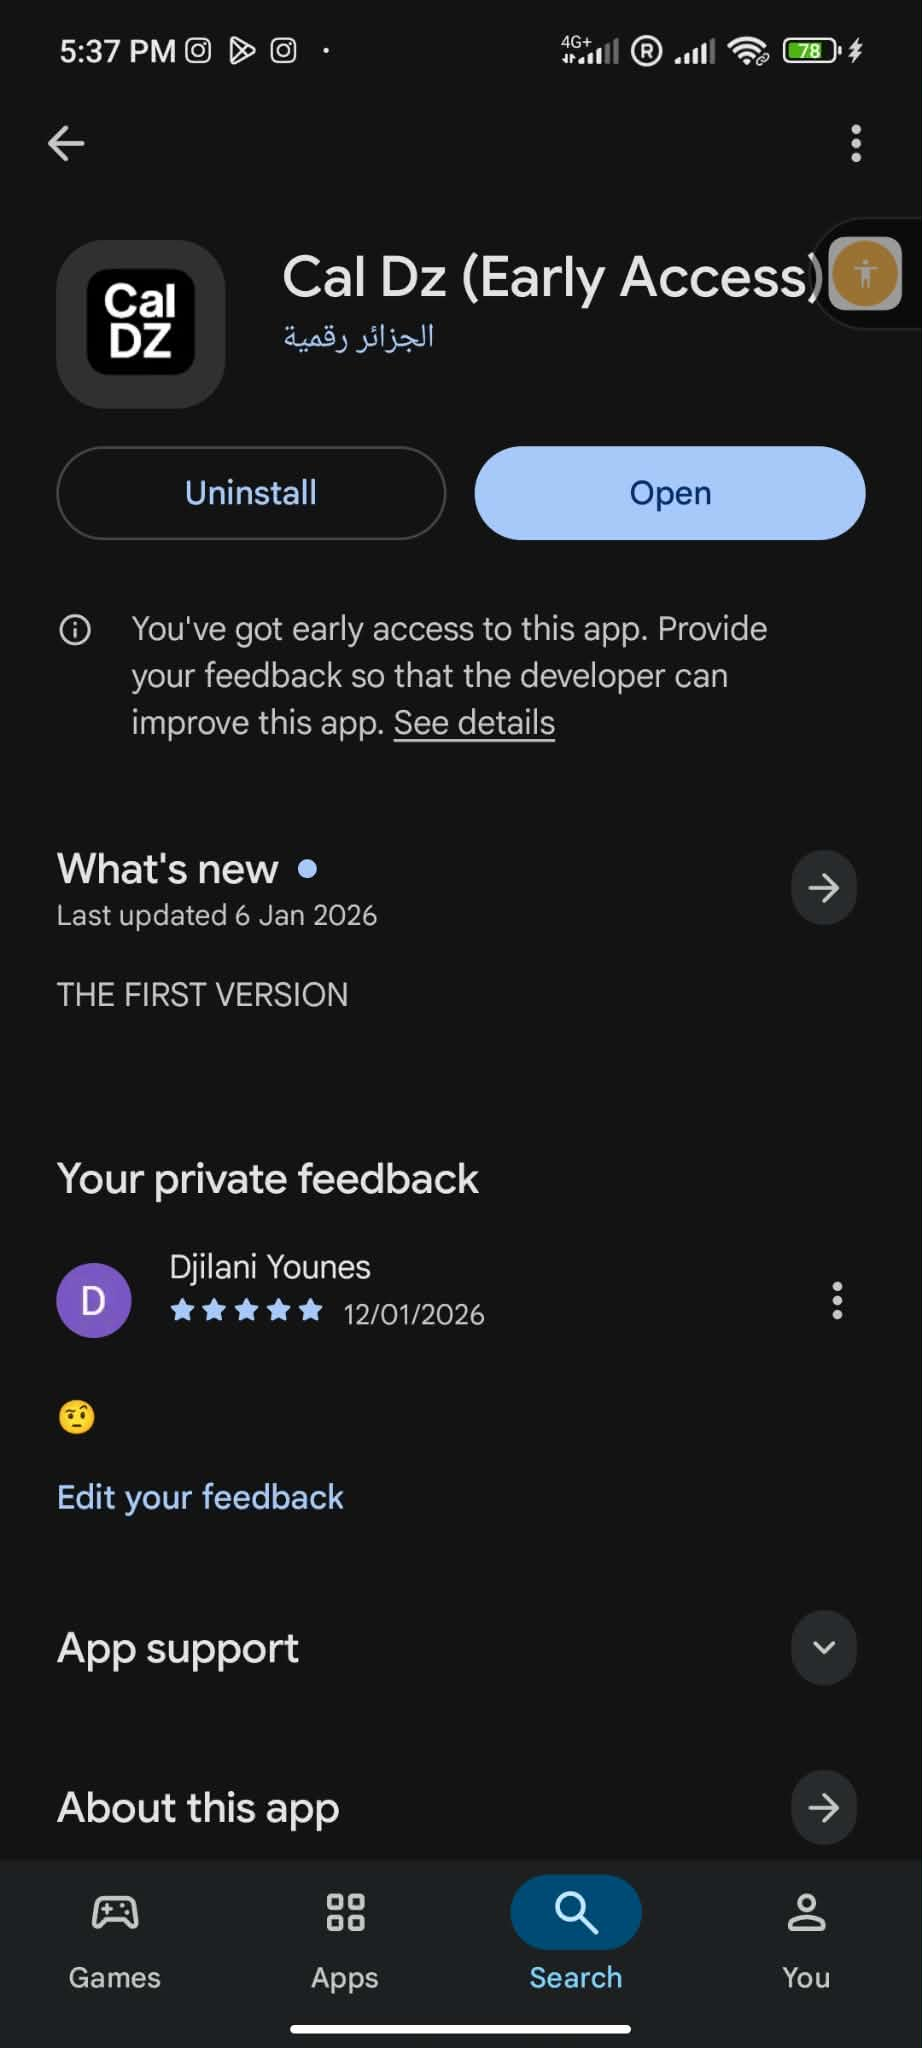 5:37 PM
4G+
R
78
Cal
DZ
Cal Dz (Early Access)
الجزائر رقمية
Uninstall
Open
You've got early access to this app. Provide
your feedback so that the developer can
improve this app. See details
What's new
Last updated 6 Jan 2026
THE FIRST VERSION
Your private feedback
D
Djilani Younes
12/01/2026
🤨
Edit your feedback
App support
About this app
Games
Apps
Search
You